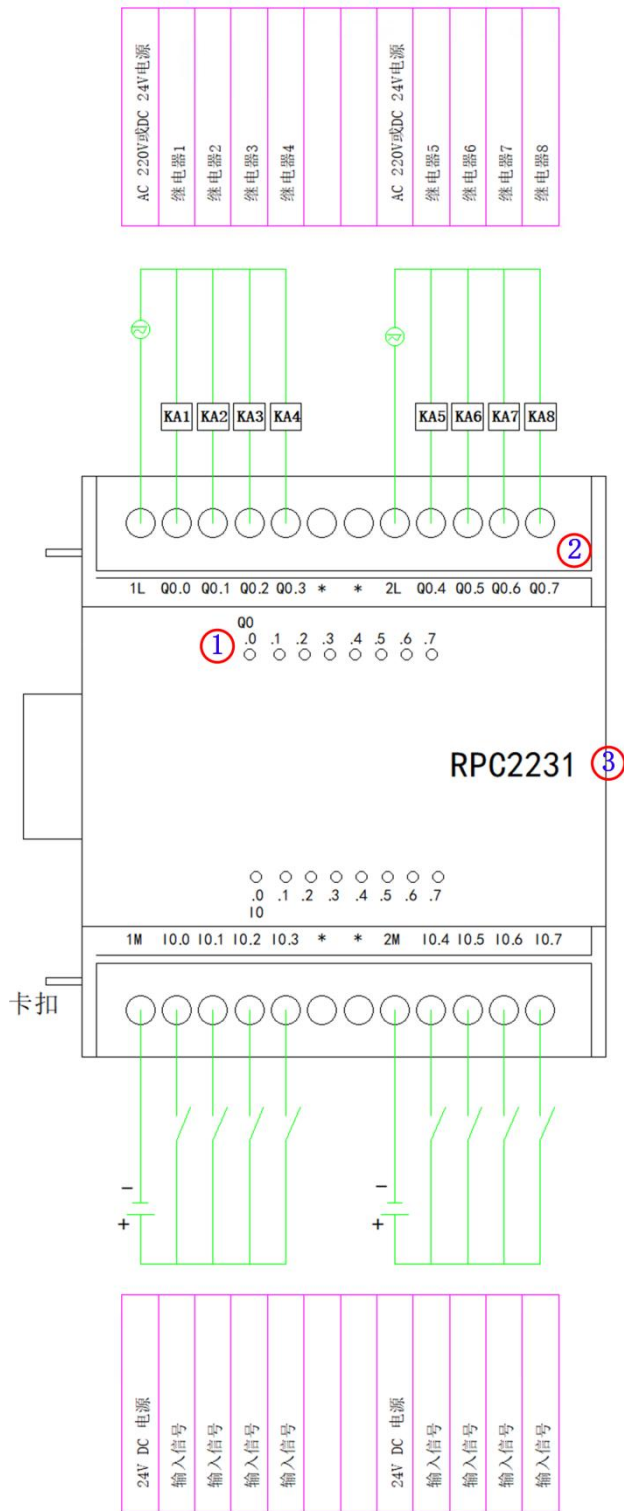 AC 220V或DC 24V电源
继电器1
继电器2
继电器3
继电器4
AC 220V或DC 24V电源
继电器5
继电器6
继电器7
继电器8
R R
KA1 KA2 KA3 KA4 KA5 KA6 KA7 KA8
②
1L Q0.0 Q0.1 Q0.2 Q0.3 * * 2L Q0.4 Q0.5 Q0.6 Q0.7
Q0
① .0 .1 .2 .3 .4 .5 .6 .7
RPC2231 ③
.0 .1 .2 .3 .4 .5 .6 .7
I0
1M I0.0 I0.1 I0.2 I0.3 * * 2M I0.4 I0.5 I0.6 I0.7
卡扣
− −
+ +
24V DC 电源
输入信号
输入信号
输入信号
输入信号
24V DC 电源
输入信号
输入信号
输入信号
输入信号